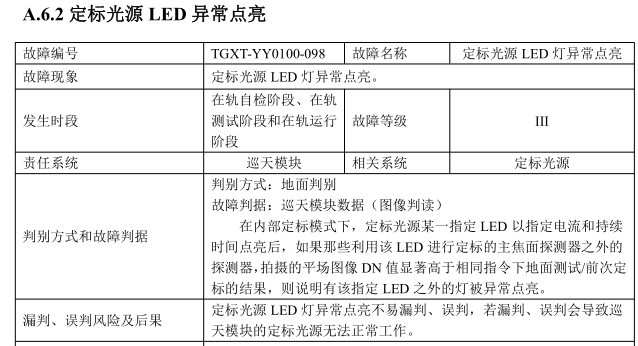 A.6.2 定标光源 LED 异常点亮
故障编号 TGXT-YY0100-098 故障名称 定标光源 LED 灯异常点亮
故障现象 定标光源 LED 灯异常点亮。
发生时段 在轨自检阶段、在轨测试阶段和在轨运行阶段 故障等级 III
责任系统 巡天模块 相关系统 定标光源
判别方式和故障判据
判别方式：地面判别
故障判据：巡天模块数据（图像判读）
在内部定标模式下，定标光源某一指定 LED 以指定电流和持续
时间点亮后，如果那些利用该 LED 进行定标的主焦面探测器之外的
探测器，拍摄的平场图像 DN 值显著高于相同指令下地面测试/前次定
标的结果，则说明有该指定 LED 之外的灯被异常点亮。
漏判、误判风险及后果
定标光源 LED 灯异常点亮不易漏判、误判，若漏判、误判会导致巡
天模块的定标光源无法正常工作。